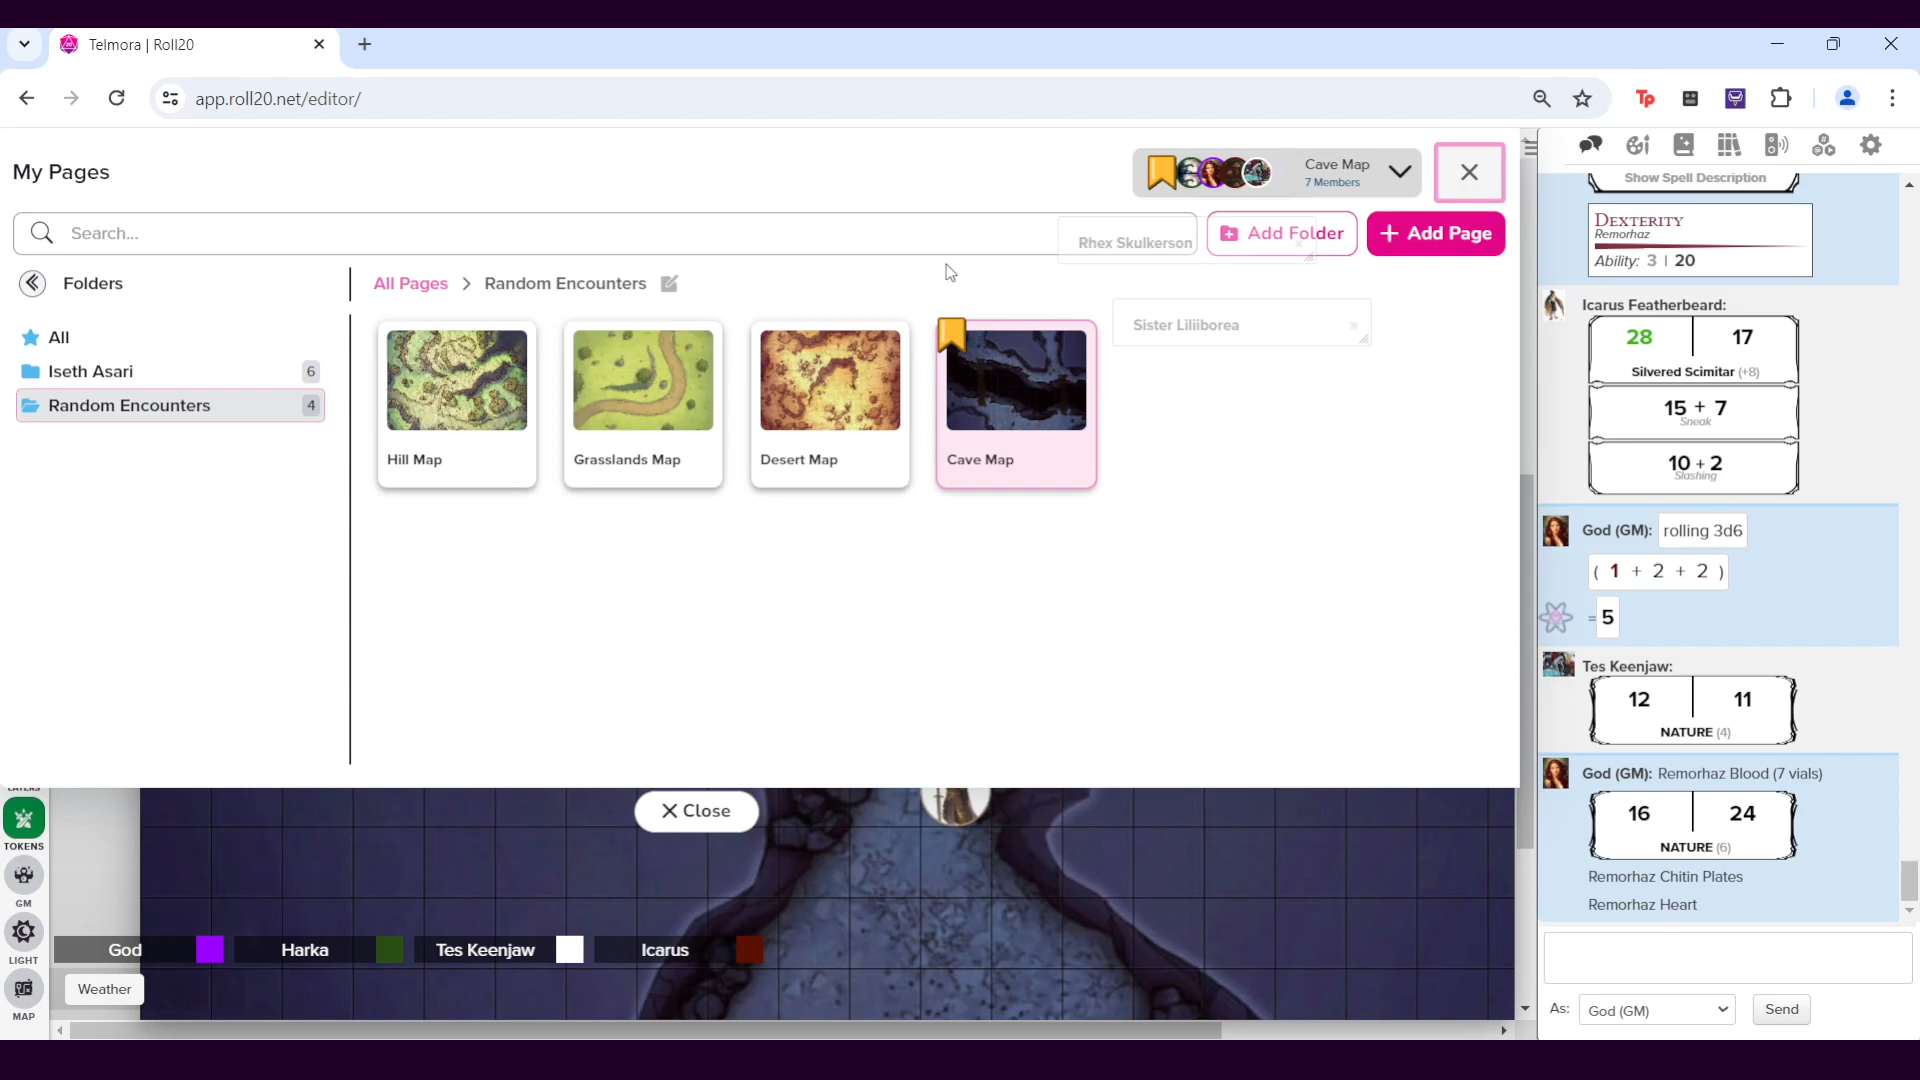 Telmora | Roll20
app.roll20.net/editor/
Tp
My Pages
Cave Map
7 Members
Search...
Rhex Skulkerson
Add Folder
+ Add Page
Folders
All Pages > Random Encounters
All
Iseth Asari 6
Random Encounters 4
Sister Liliiborea
Hill Map
Grasslands Map
Desert Map
Cave Map
Close
LAYERS
TOKENS
GM
LIGHT
MAP
God
Harka
Tes Keenjaw
Icarus
Weather
Show Spell Description
DEXTERITY
Remorhaz
Ability: 3 | 20
Icarus Featherbeard:
28 17
Silvered Scimitar (+8)
15 + 7
Sneak
10 + 2
Slashing
God (GM): rolling 3d6
( 1 + 2 + 2 )
= 5
Tes Keenjaw:
12 11
NATURE (4)
God (GM): Remorhaz Blood (7 vials)
16 24
NATURE (6)
Remorhaz Chitin Plates
Remorhaz Heart
As: God (GM) Send